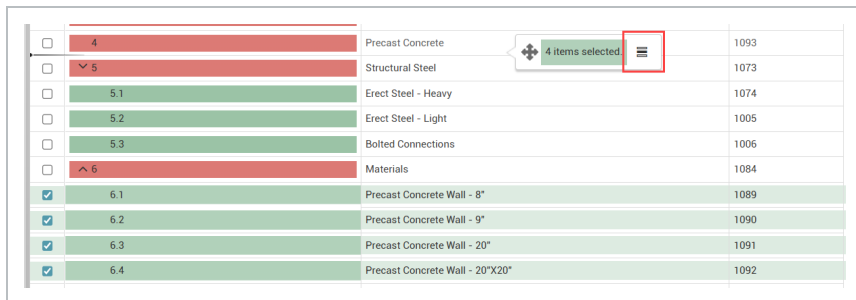 4 Precast Concrete 4 items selected. 1093
5 Structural Steel 1073
5.1 Erect Steel - Heavy 1074
5.2 Erect Steel - Light 1005
5.3 Bolted Connections 1006
6 Materials 1084
6.1 Precast Concrete Wall - 8" 1089
6.2 Precast Concrete Wall - 9" 1090
6.3 Precast Concrete Wall - 20" 1091
6.4 Precast Concrete Wall - 20"X20" 1092